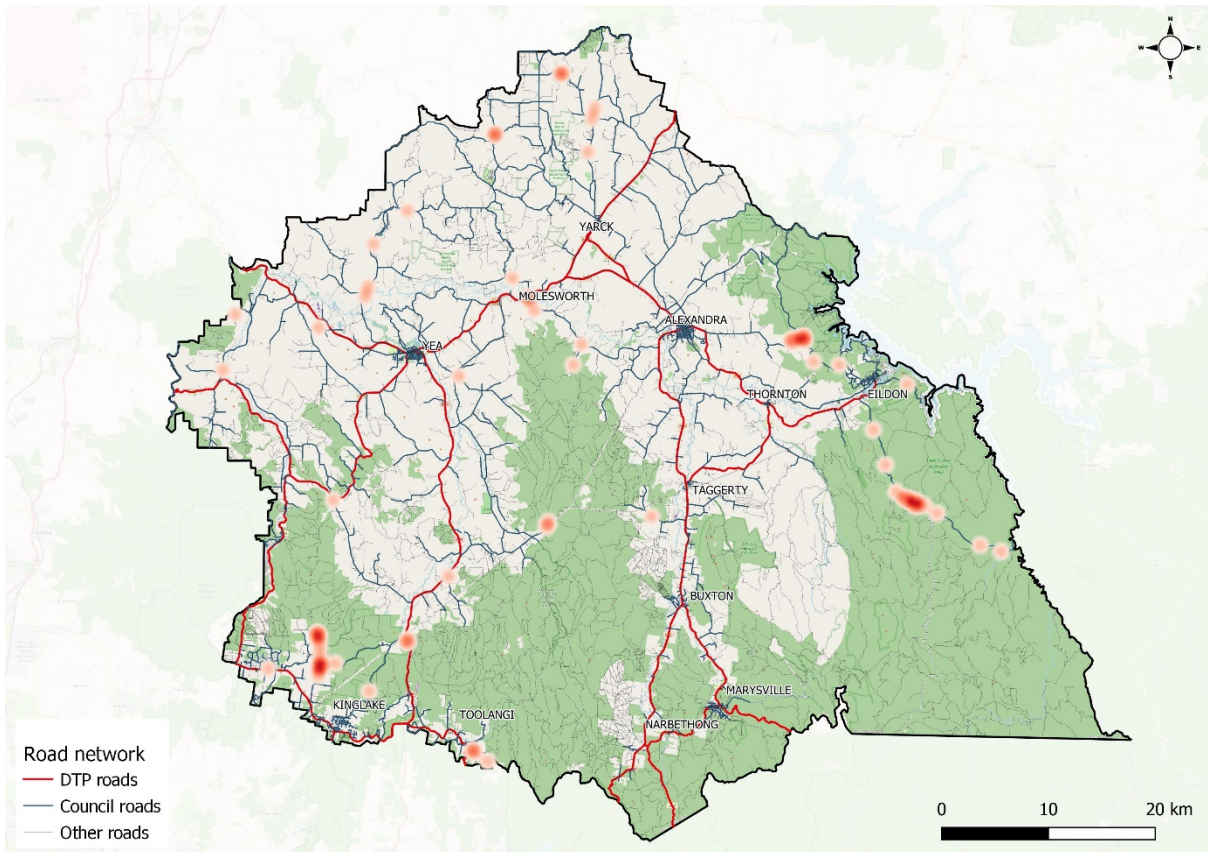 N
W E
S
YARCK
MOLESWORTH
ALEXANDRA
YEA
THORNTON
EILDON
TAGGERTY
BUXTON
MARYSVILLE
KINGLAKE
TOOLANGI
NARBETHONG
Road network
DTP roads
Council roads
Other roads
0 10 20 km